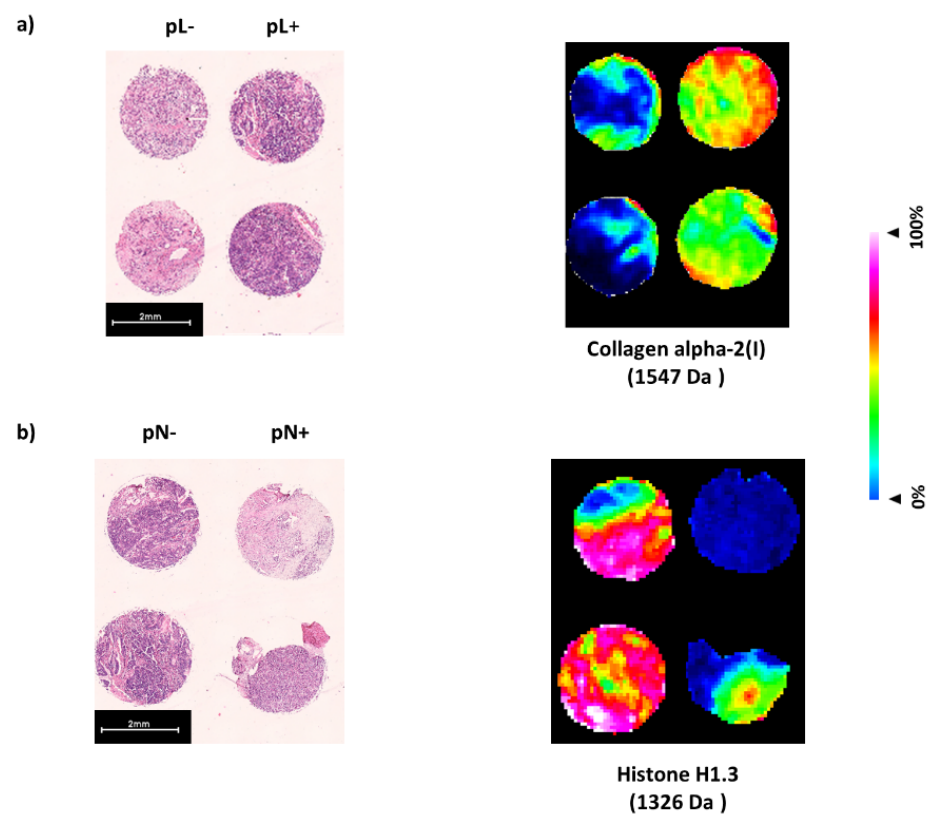 a)
pL-
pL+
2mm
Collagen alpha-2(I)
(1547 Da )
100%
0%
b)
pN-
pN+
2mm
Histone H1.3
(1326 Da )